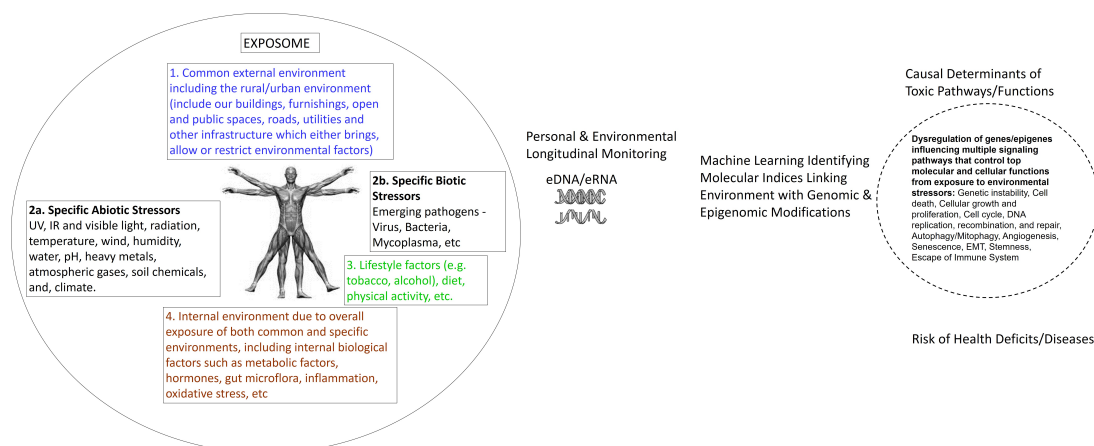 EXPOSOME
1. Common external environment
including the rural/urban environment
(include our buildings, furnishings, open
and public spaces, roads, utilities and
other infrastructure which either brings,
allow or restrict environmental factors)
2a. Specific Abiotic Stressors
UV, IR and visible light, radiation,
temperature, wind, humidity,
water, pH, heavy metals,
atmospheric gases, soil chemicals,
and, climate.
2b. Specific Biotic
Stressors
Emerging pathogens -
Virus, Bacteria,
Mycoplasma, etc
3. Lifestyle factors (e.g.
tobacco, alcohol), diet,
physical activity, etc.
4. Internal environment due to overall
exposure of both common and specific
environments, including internal biological
factors such as metabolic factors,
hormones, gut microflora, inflammation,
oxidative stress, etc
Personal & Environmental
Longitudinal Monitoring
eDNA/eRNA
Machine Learning Identifying
Molecular Indices Linking
Environment with Genomic &
Epigenomic Modifications
Causal Determinants of
Toxic Pathways/Functions
Dysregulation of genes/epigenes
influencing multiple signaling
pathways that control top
molecular and cellular functions
from exposure to environmental
stressors: Genetic instability, Cell
death, Cellular growth and
proliferation, Cell cycle, DNA
replication, recombination, and repair,
Autophagy/Mitophagy, Angiogenesis,
Senescence, EMT, Stemness,
Escape of Immune System
Risk of Health Deficits/Diseases